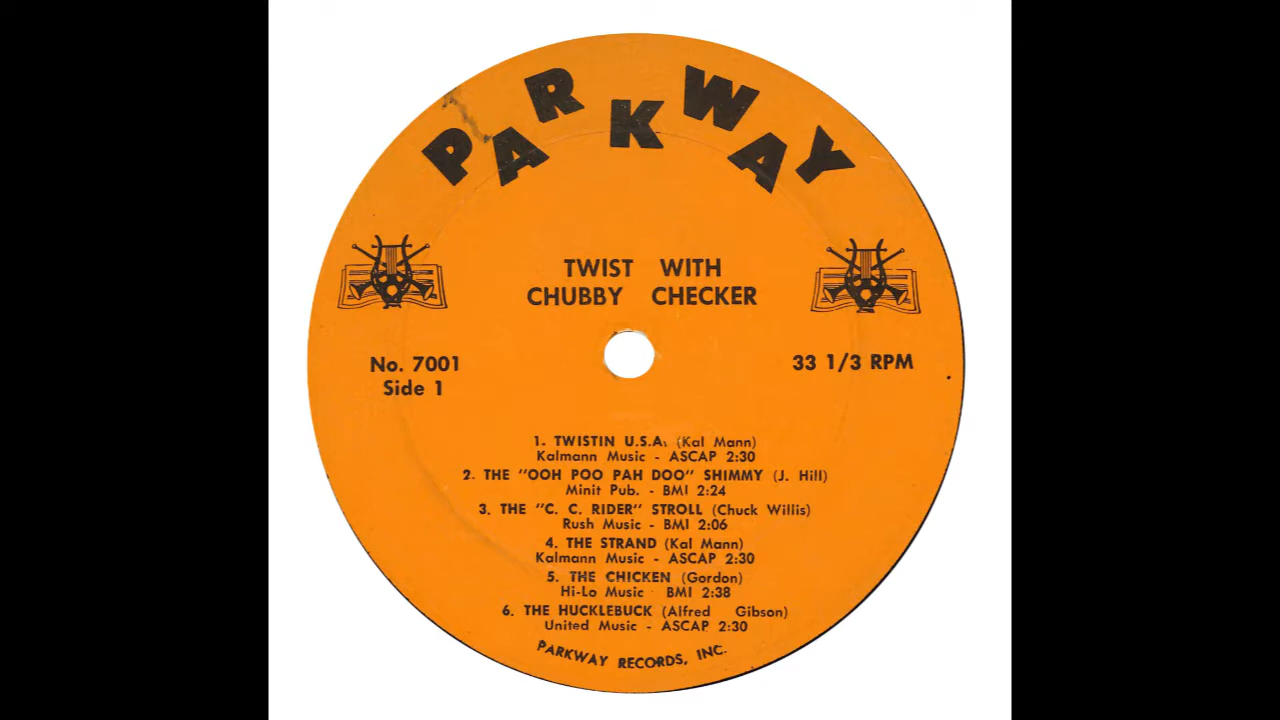 PARKWAY
TWIST WITH
CHUBBY CHECKER
No. 7001
Side 1
33 1/3 RPM
1. TWISTIN U.S.A. (Kal Mann)
Kalmann Music - ASCAP 2:30
2. THE "OOH POO PAH DOO" SHIMMY (J. Hill)
Minit Pub. - BMI 2:24
3. THE "C. C. RIDER" STROLL (Chuck Willis)
Rush Music - BMI 2:06
4. THE STRAND (Kal Mann)
Kalmann Music - ASCAP 2:30
5. THE CHICKEN (Gordon)
Hi-Lo Music - BMI 2:38
6. THE HUCKLEBUCK (Alfred Gibson)
United Music - ASCAP 2:30
PARKWAY RECORDS, INC.